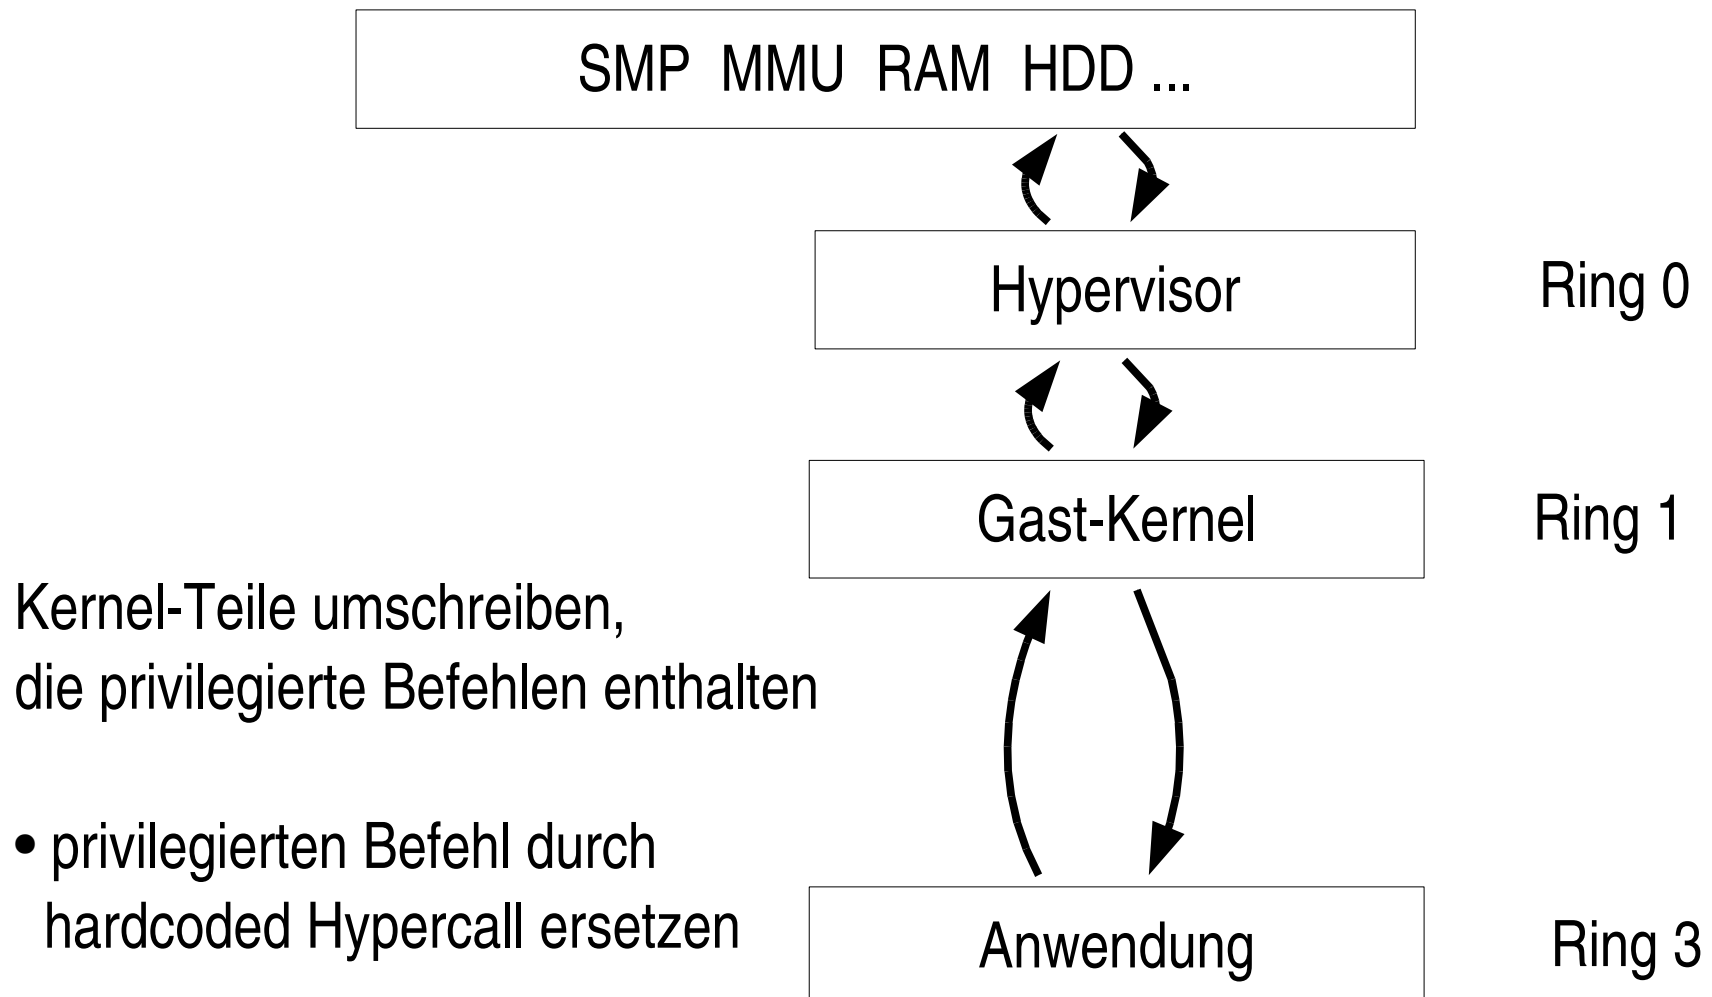 SMP MMU RAM HDD ...
Hypervisor
Ring 0
Gast-Kernel
Ring 1
Kernel-Teile umschreiben,
die privilegierte Befehlen enthalten
• privilegierten Befehl durch
hardcoded Hypercall ersetzen
Anwendung
Ring 3